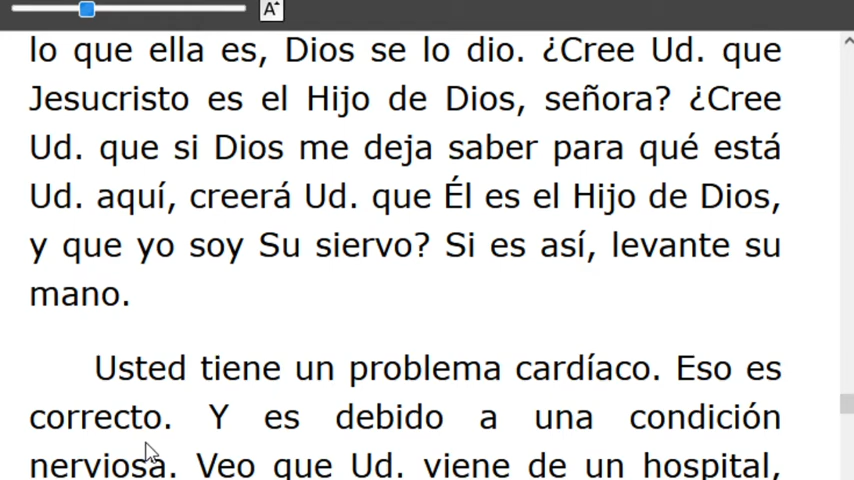 A
lo que ella es, Dios se lo dio. ¿Cree Ud. que
Jesucristo es el Hijo de Dios, señora? ¿Cree
Ud. que si Dios me deja saber para qué está
Ud. aquí, creerá Ud. que Él es el Hijo de Dios,
y que yo soy Su siervo? Si es así, levante su
mano.
Usted tiene un problema cardíaco. Eso es
correcto. Y es debido a una condición
nerviosa. Veo que Ud. viene de un hospital,